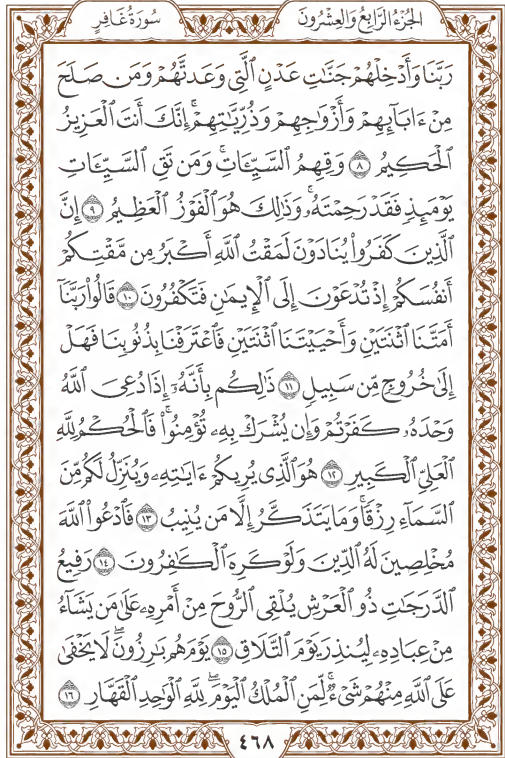 الجُزْءُ الرَّابِعُ وَالعِشْرُونَ
سُورَةُ غَافِرٍ
رَبَّنَا وَأَدْخِلْهُمْ جَنَّٰتِ عَدْنٍ ٱلَّتِى وَعَدتَّهُمْ وَمَن صَلَحَ
مِنْ ءَابَآئِهِمْ وَأَزْوَٰجِهِمْ وَذُرِّيَّٰتِهِمْ ۚ إِنَّكَ أَنتَ ٱلْعَزِيزُ
ٱلْحَكِيمُ ٨ وَقِهِمُ ٱلسَّيِّـَٔاتِ ۚ وَمَن تَقِ ٱلسَّيِّـَٔاتِ
يَوْمَئِذٍ فَقَدْ رَحِمْتَهُۥ ۚ وَذَٰلِكَ هُوَ ٱلْفَوْزُ ٱلْعَظِيمُ ٩ إِنَّ
ٱلَّذِينَ كَفَرُوا۟ يُنَادَوْنَ لَمَقْتُ ٱللَّهِ أَكْبَرُ مِن مَّقْتِكُمْ
أَنفُسَكُمْ إِذْ تُدْعَوْنَ إِلَى ٱلْإِيمَٰنِ فَتَكْفُرُونَ ١٠ قَالُوا۟ رَبَّنَآ
أَمَتَّنَا ٱثْنَتَيْنِ وَأَحْيَيْتَنَا ٱثْنَتَيْنِ فَٱعْتَرَفْنَا بِذُنُوبِنَا فَهَلْ
إِلَىٰ خُرُوجٍ مِّن سَبِيلٍ ١١ ذَٰلِكُم بِأَنَّهُۥٓ إِذَا دُعِىَ ٱللَّهُ
وَحْدَهُۥ كَفَرْتُمْ ۖ وَإِن يُشْرَكْ بِهِۦ تُؤْمِنُوا۟ ۚ فَٱلْحُكْمُ لِلَّهِ
ٱلْعَلِىِّ ٱلْكَبِيرِ ١٢ هُوَ ٱلَّذِى يُرِيكُمْ ءَايَٰتِهِۦ وَيُنَزِّلُ لَكُم مِّنَ
ٱلسَّمَآءِ رِزْقًا ۚ وَمَا يَتَذَكَّرُ إِلَّا مَن يُنِيبُ ١٣ فَٱدْعُوا۟ ٱللَّهَ
مُخْلِصِينَ لَهُ ٱلدِّينَ وَلَوْ كَرِهَ ٱلْكَٰفِرُونَ ١٤ رَفِيعُ
ٱلدَّرَجَٰتِ ذُو ٱلْعَرْشِ يُلْقِى ٱلرُّوحَ مِنْ أَمْرِهِۦ عَلَىٰ مَن يَشَآءُ
مِنْ عِبَادِهِۦ لِيُنذِرَ يَوْمَ ٱلتَّلَاقِ ١٥ يَوْمَ هُم بَٰرِزُونَ ۖ لَا يَخْفَىٰ
عَلَى ٱللَّهِ مِنْهُمْ شَىْءٌ ۚ لِّمَنِ ٱلْمُلْكُ ٱلْيَوْمَ ۖ لِلَّهِ ٱلْوَٰحِدِ ٱلْقَهَّارِ ١٦
٤٦٨